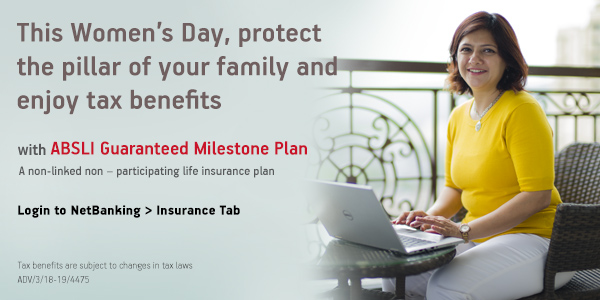 This Women's Day, protect
the pillar of your family and
enjoy tax benefits
with ABSLI Guaranteed Milestone Plan
A non-linked non – participating life insurance plan
Login to NetBanking > Insurance Tab
Tax benefits are subject to changes in tax laws
ADV/3/18-19/4475
DELL